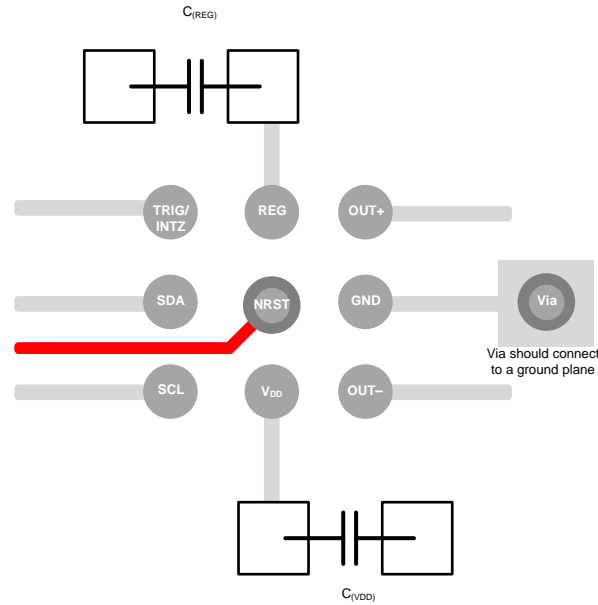 C(REG)
TRIG/
INTZ
REG
OUT+
SDA
NRST
GND
Via
Via should connect
to a ground plane
SCL
VDD
OUT−
C(VDD)